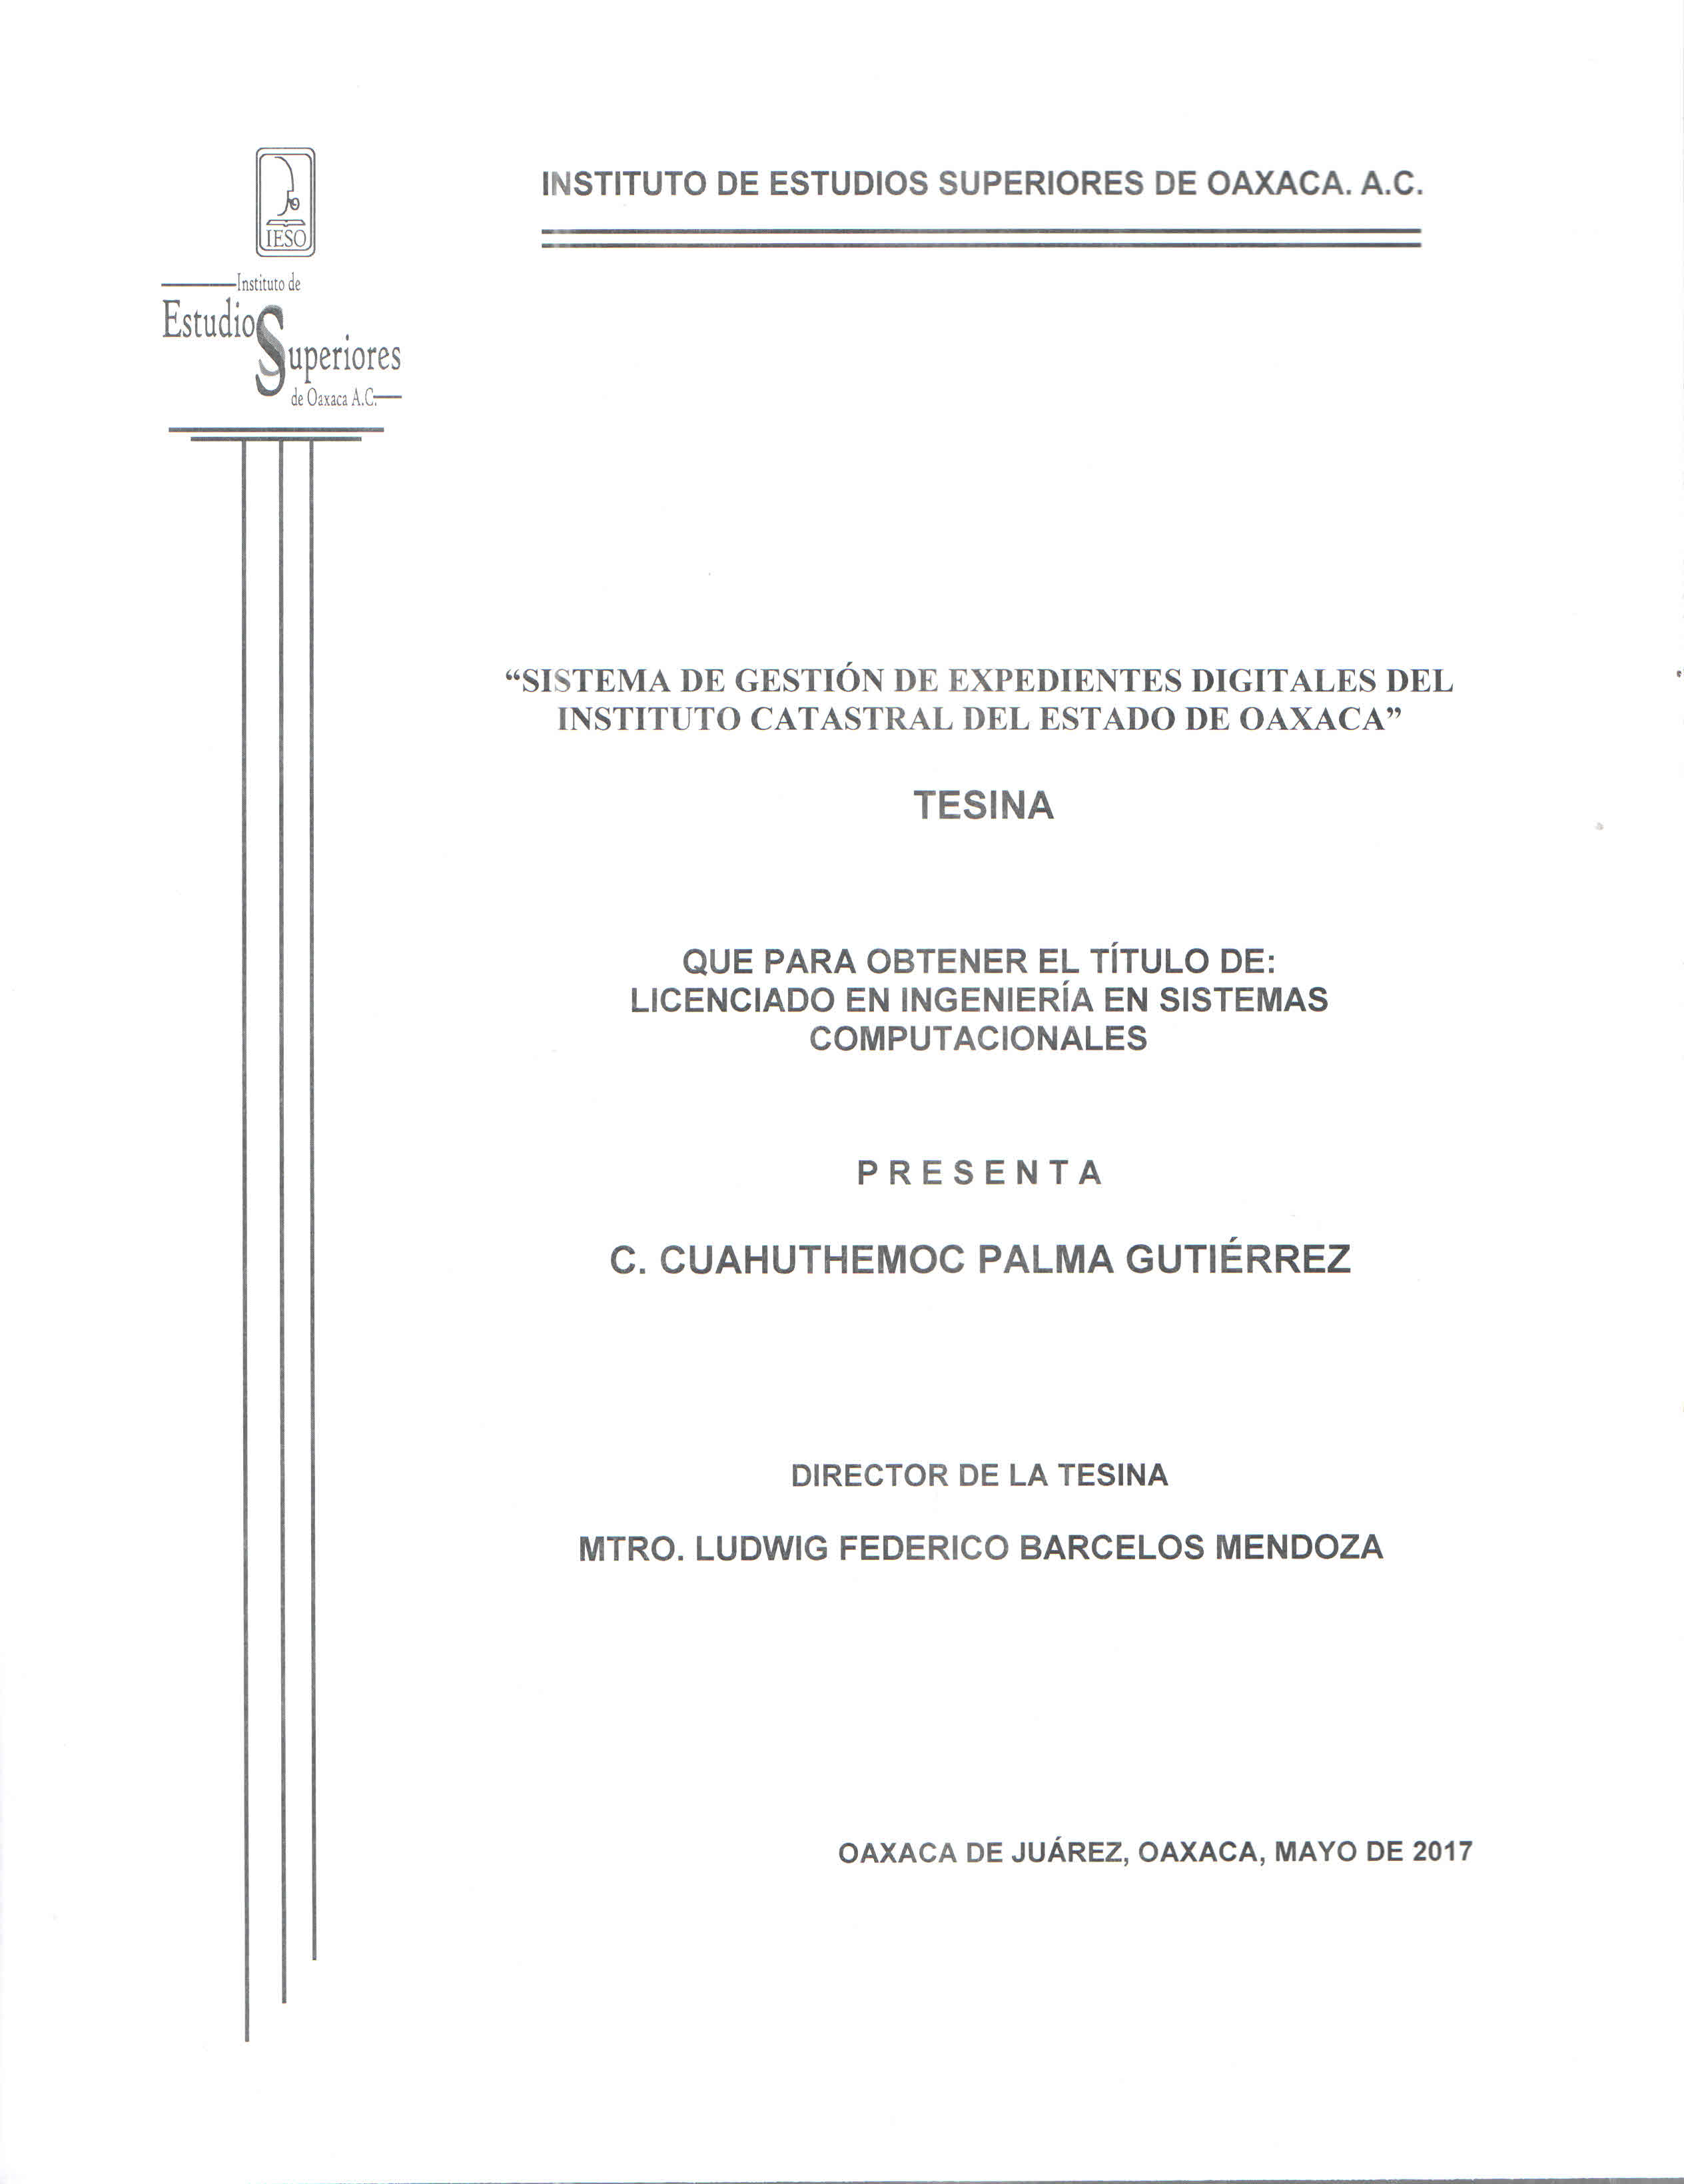 IESO
Instituto de
Estudios
Superiores
de Oaxaca A.C.
INSTITUTO DE ESTUDIOS SUPERIORES DE OAXACA. A.C.
“SISTEMA DE GESTIÓN DE EXPEDIENTES DIGITALES DEL
INSTITUTO CATASTRAL DEL ESTADO DE OAXACA”
TESINA
QUE PARA OBTENER EL TÍTULO DE:
LICENCIADO EN INGENIERÍA EN SISTEMAS
COMPUTACIONALES
P R E S E N T A
C. CUAHUTHEMOC PALMA GUTIÉRREZ
DIRECTOR DE LA TESINA
MTRO. LUDWIG FEDERICO BARCELOS MENDOZA
OAXACA DE JUÁREZ, OAXACA, MAYO DE 2017